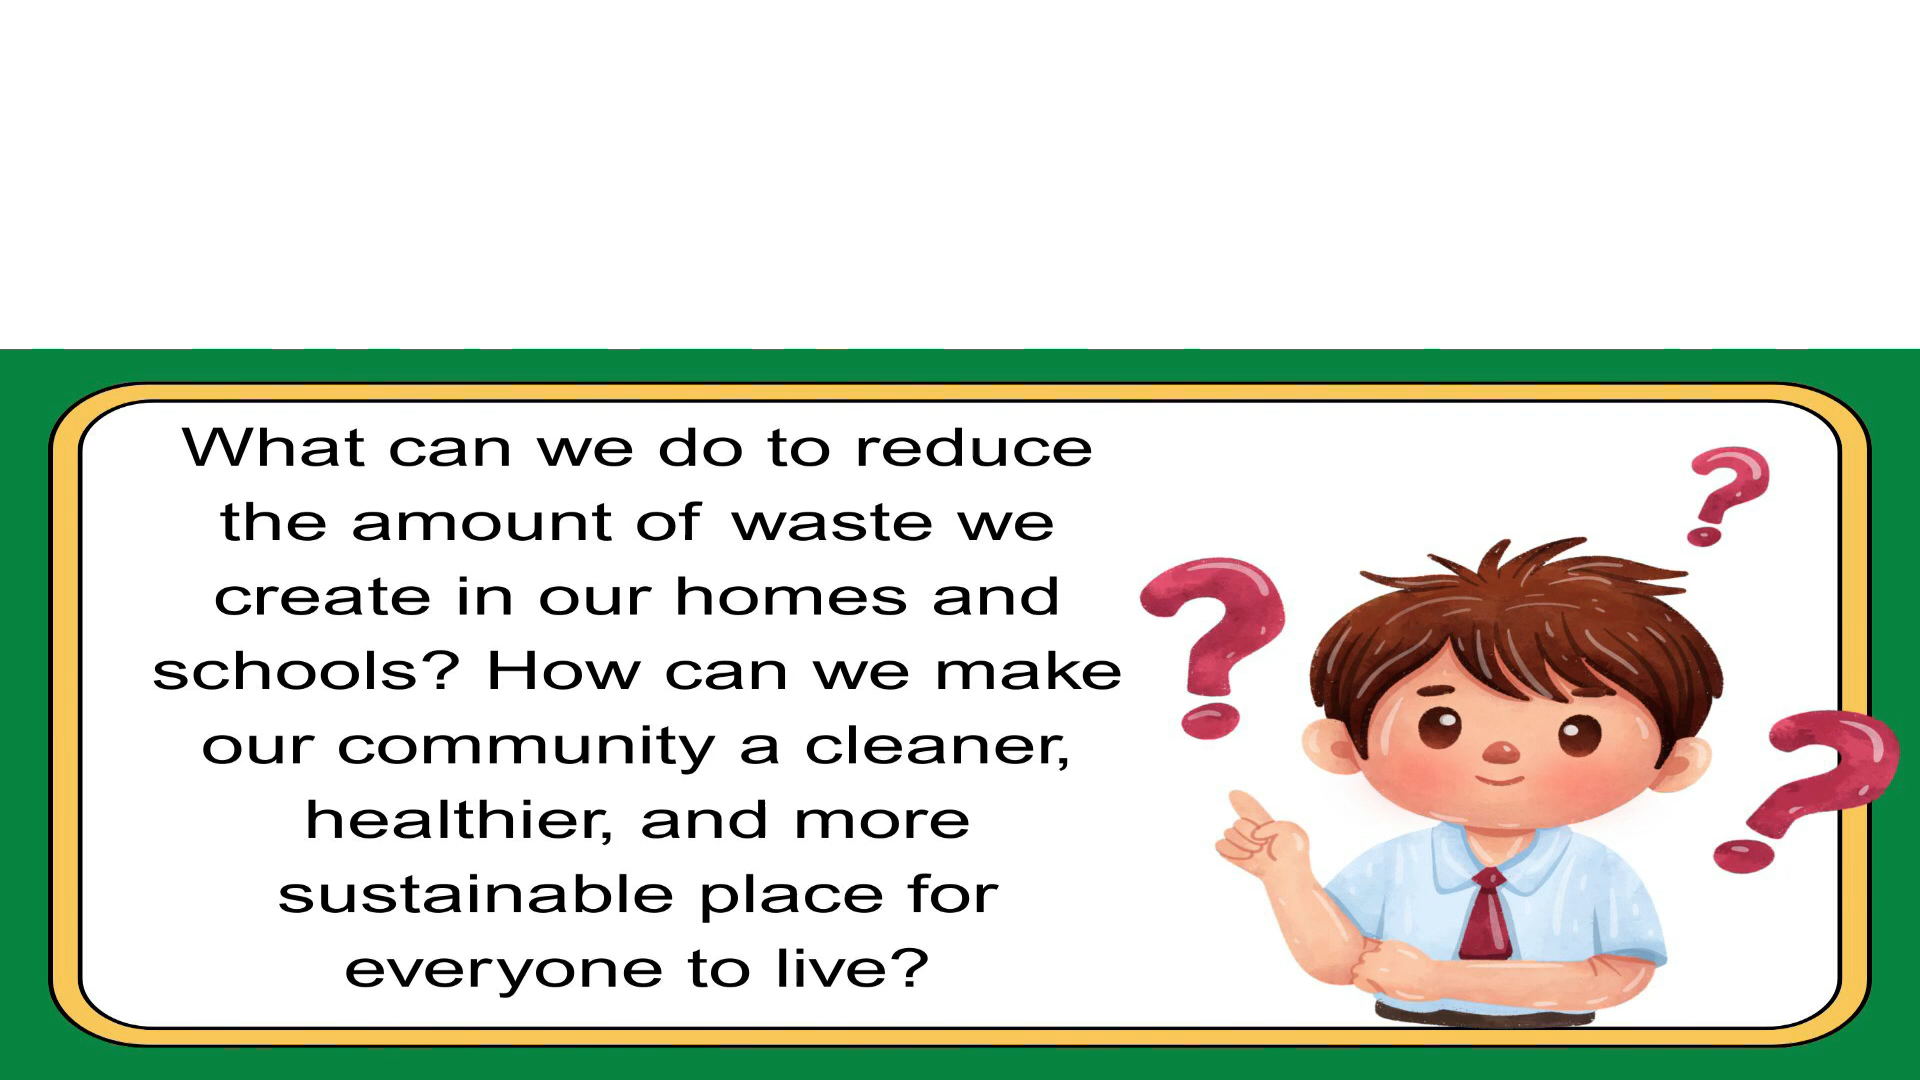 What can we do to reduce
the amount of waste we
create in our homes and
schools? How can we make
our community a cleaner,
healthier, and more
sustainable place for
everyone to live?